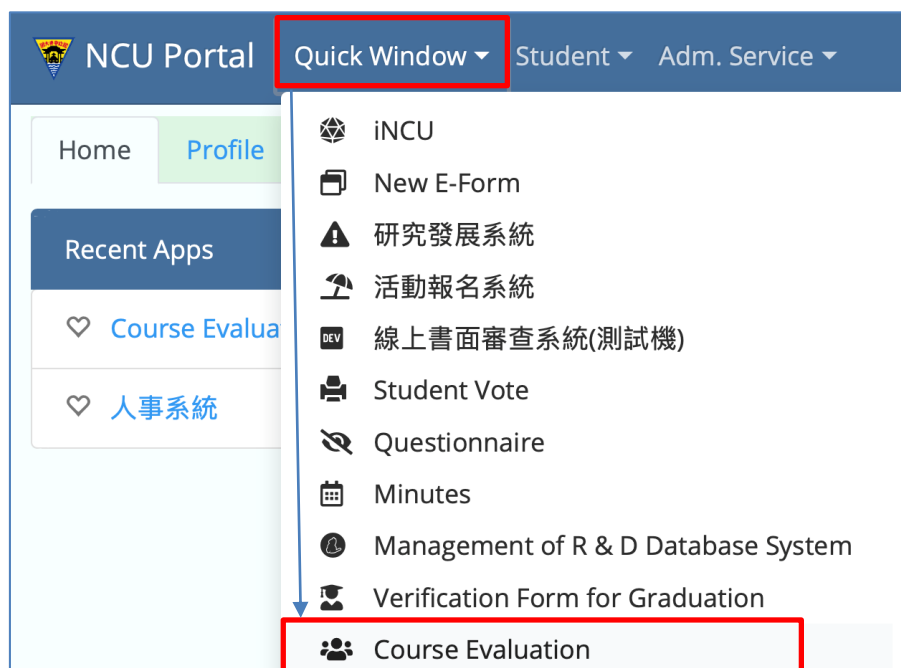 NCU Portal Quick Window Student Adm. Service
Home Profile
Recent Apps
Course Evalua
人事系統
iNCU
New E-Form
研究發展系統
活動報名系統
DEV 線上書面審查系統(測試機)
Student Vote
Questionnaire
Minutes
Management of R & D Database System
Verification Form for Graduation
Course Evaluation